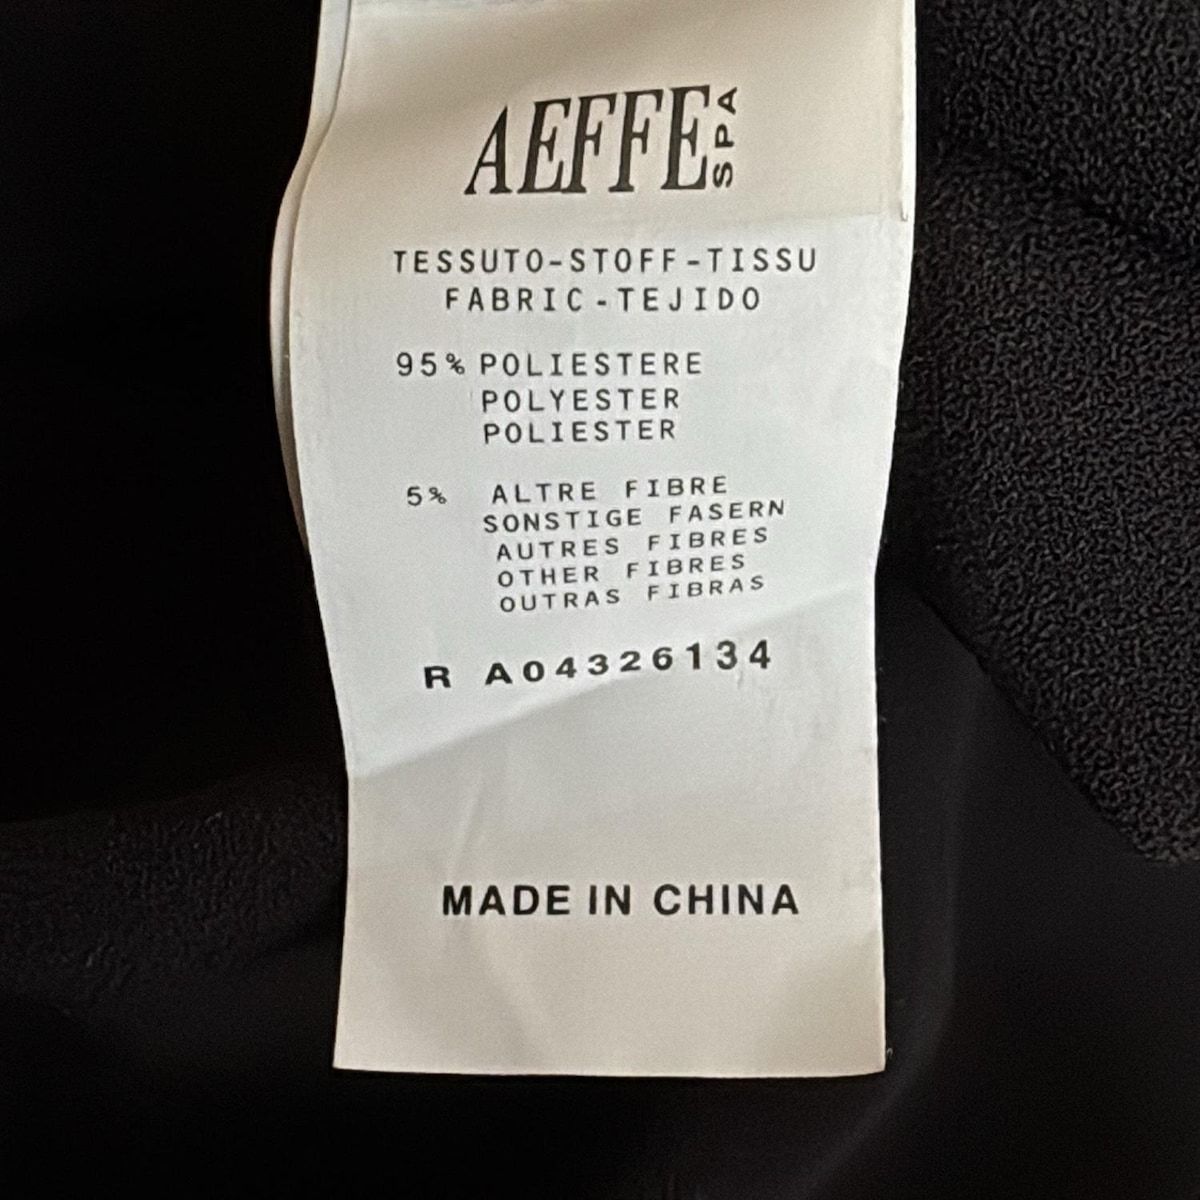 AEFFE SPA
TESSUTO-STOFF-TISSU
FABRIC-TEJIDO
95% POLIESTERE
POLYESTER
POLIESTER
5% ALTRE FIBRE
SONSTIGE FASERN
AUTRES FIBRES
OTHER FIBRES
OUTRAS FIBRAS
R A04326134
MADE IN CHINA